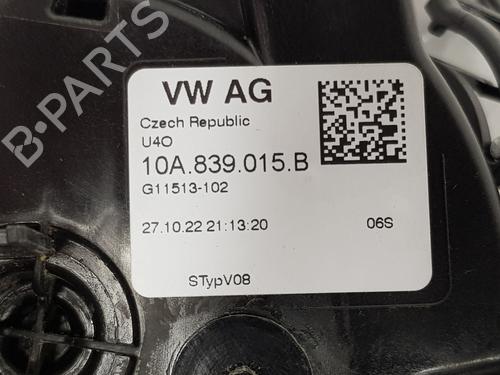 B-PARTS
VW AG
Czech Republic
U4O
10A.839.015.B
G11513-102
27.10.22 21:13:20 06S
STypV08